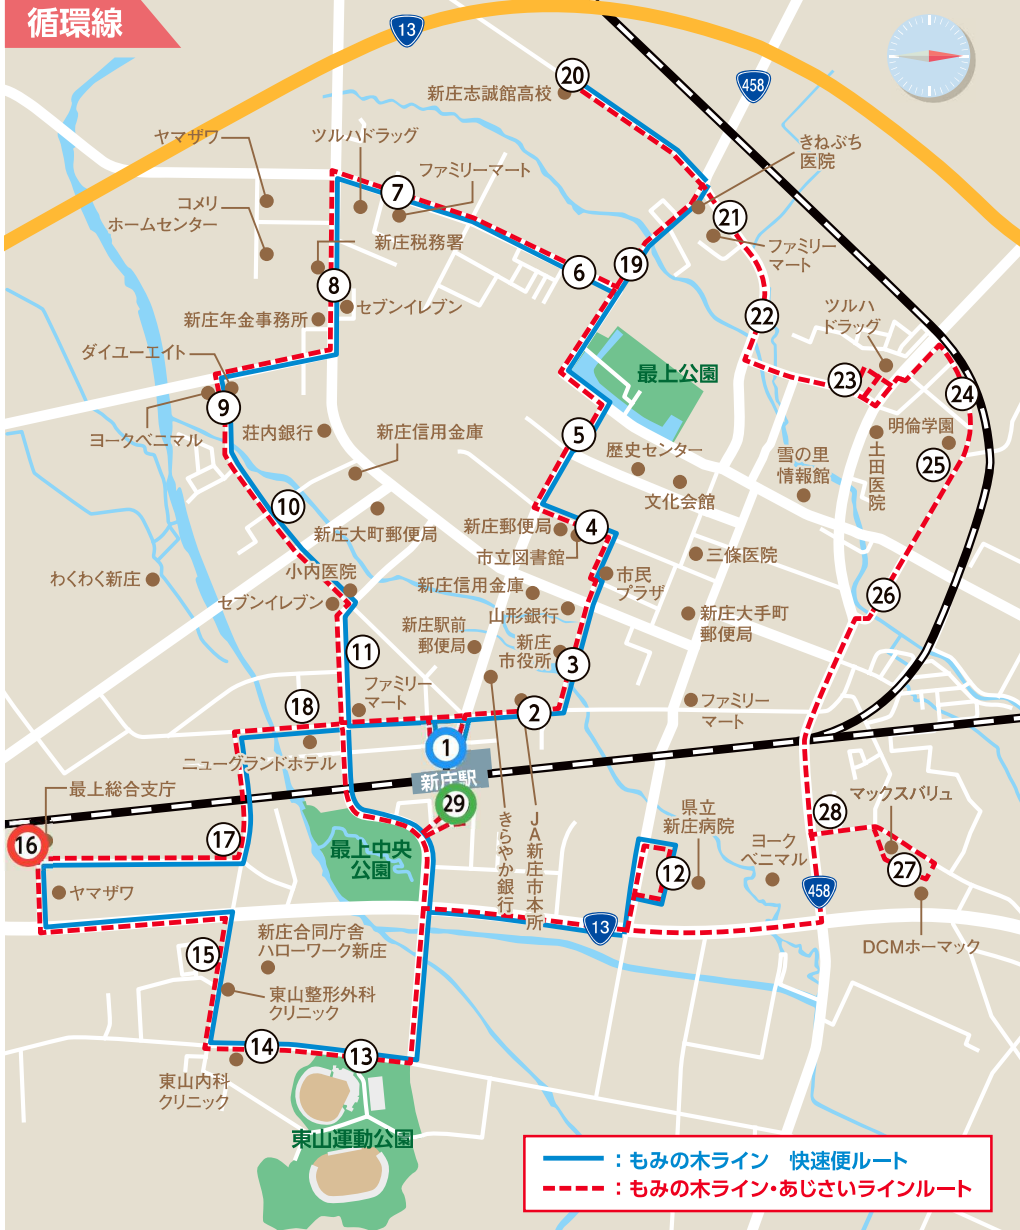 循環線
13
458
20
新庄志誠館高校
ヤマザワ
ツルハドラッグ
きねぶち
医院
ファミリーマート
7
コメリ
ホームセンター
21
新庄税務署
ファミリー
マート
6
19
8
セブンイレブン
新庄年金事務所
22
ツルハ
ドラッグ
ダイユーエイト
最上公園
23
24
9
ヨークベニマル
荘内銀行
新庄信用金庫
5
明倫学園
歴史センター
雪の里
情報館
土田医院
25
文化会館
10
新庄大町郵便局
新庄郵便局
4
市立図書館
三條医院
わくわく新庄
小内医院
新庄信用金庫
市民
プラザ
セブンイレブン
山形銀行
26
新庄駅前
郵便局
新庄
市役所
新庄大手町
郵便局
11
3
ファミリー
マート
18
2
ファミリー
マート
1
ニューグランドホテル
新庄駅
最上総合支庁
29
17
16
最上中央
公園
きらやか銀行
JA新庄市本所
県立
新庄病院
ヨーク
ベニマル
28
マックスバリュ
27
12
458
ヤマザワ
13
DCMホーマック
15
新庄合同庁舎
ハローワーク新庄
東山整形外科
クリニック
14
13
東山内科
クリニック
東山運動公園
：もみの木ライン　快速便ルート
：もみの木ライン・あじさいラインルート